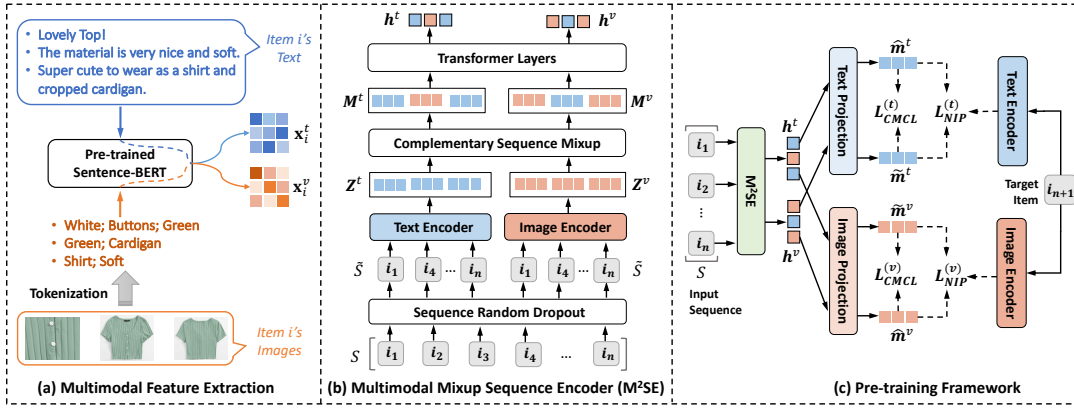 • Lovely Top!
• The material is very nice and soft.
• Super cute to wear as a shirt and
cropped cardigan.
Item i's
Text
Pre-trained
Sentence-BERT
x_i^t
x_i^v
• White; Buttons; Green
• Green; Cardigan
• Shirt; Soft
Tokenization
Item i's
Images
(a) Multimodal Feature Extraction
h^t
h^v
Transformer Layers
M^t
M^v
Complementary Sequence Mixup
Z^t
Z^v
Text Encoder
Image Encoder
S̃
i_1
i_4
...
i_n
i_1
i_4
...
i_n
S̃
Sequence Random Dropout
S
i_1
i_2
i_3
i_4
...
i_n
(b) Multimodal Mixup Sequence Encoder (M²SE)
i_1
i_2
⋮
i_n
S
Input
Sequence
M²SE
h^t
h^v
Text Projection
Image Projection
m̂^t
L_CMCL^(t)
L_NIP^(t)
m̃^t
m̃^v
L_CMCL^(v)
L_NIP^(v)
m̂^v
Text Encoder
Target
Item
i_{n+1}
Image Encoder
(c) Pre-training Framework